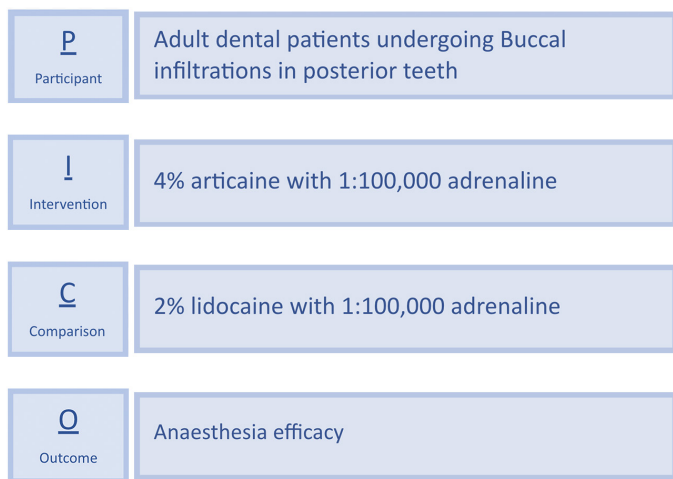 P
Participant
Adult dental patients undergoing Buccal
infiltrations in posterior teeth
I
Intervention
4% articaine with 1:100,000 adrenaline
C
Comparison
2% lidocaine with 1:100,000 adrenaline
O
Outcome
Anaesthesia efficacy